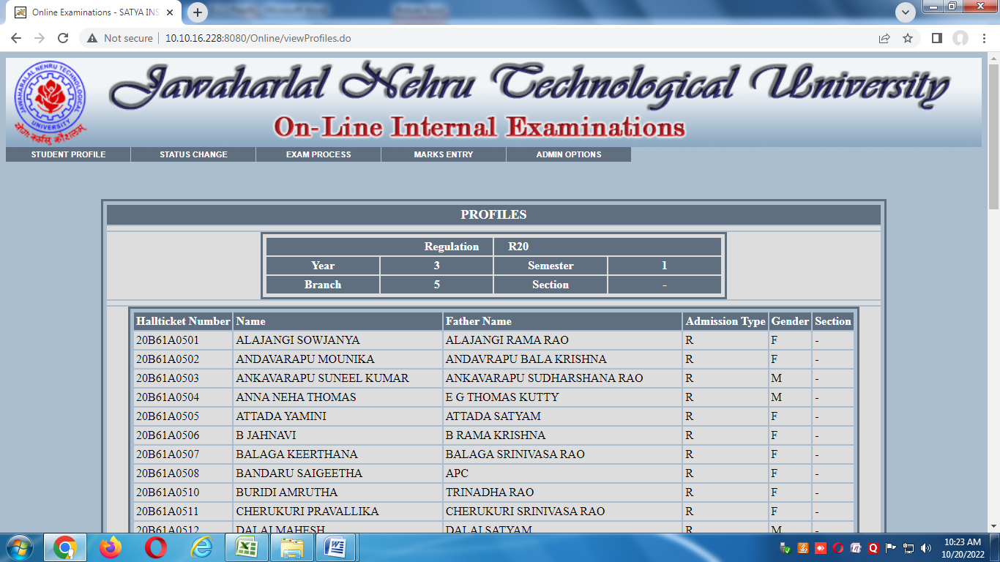 Online Examinations - SATYA INS
Not secure
10.10.16.228:8080/Online/viewProfiles.do
JAWAHARLAL NEHRU TECHNOLOGICAL UNIVERSITY
योगः कर्मसु कौशलम्
Jawaharlal Nehru Technological University
On-Line Internal Examinations
STUDENT PROFILE STATUS CHANGE EXAM PROCESS MARKS ENTRY ADMIN OPTIONS
PROFILES
Regulation R20
Year 3 Semester 1
Branch 5 Section -
Hallticket Number Name Father Name Admission Type Gender Section
20B61A0501 ALAJANGI SOWJANYA ALAJANGI RAMA RAO R F -
20B61A0502 ANDAVARAPU MOUNIKA ANDAVRAPU BALA KRISHNA R F -
20B61A0503 ANKAVARAPU SUNEEL KUMAR ANKAVARAPU SUDHARSHANA RAO R M -
20B61A0504 ANNA NEHA THOMAS E G THOMAS KUTTY R M -
20B61A0505 ATTADA YAMINI ATTADA SATYAM R F -
20B61A0506 B JAHNAVI B RAMA KRISHNA R F -
20B61A0507 BALAGA KEERTHANA BALAGA SRINIVASA RAO R F -
20B61A0508 BANDARU SAIGEETHA APC R F -
20B61A0510 BURIDI AMRUTHA TRINADHA RAO R F -
20B61A0511 CHERUKURI PRAVALLIKA CHERUKURI SRINIVASA RAO R F -
20B61A0512 DALAI MAHESH DALAI SATYAM R M -
10:23 AM
10/20/2022